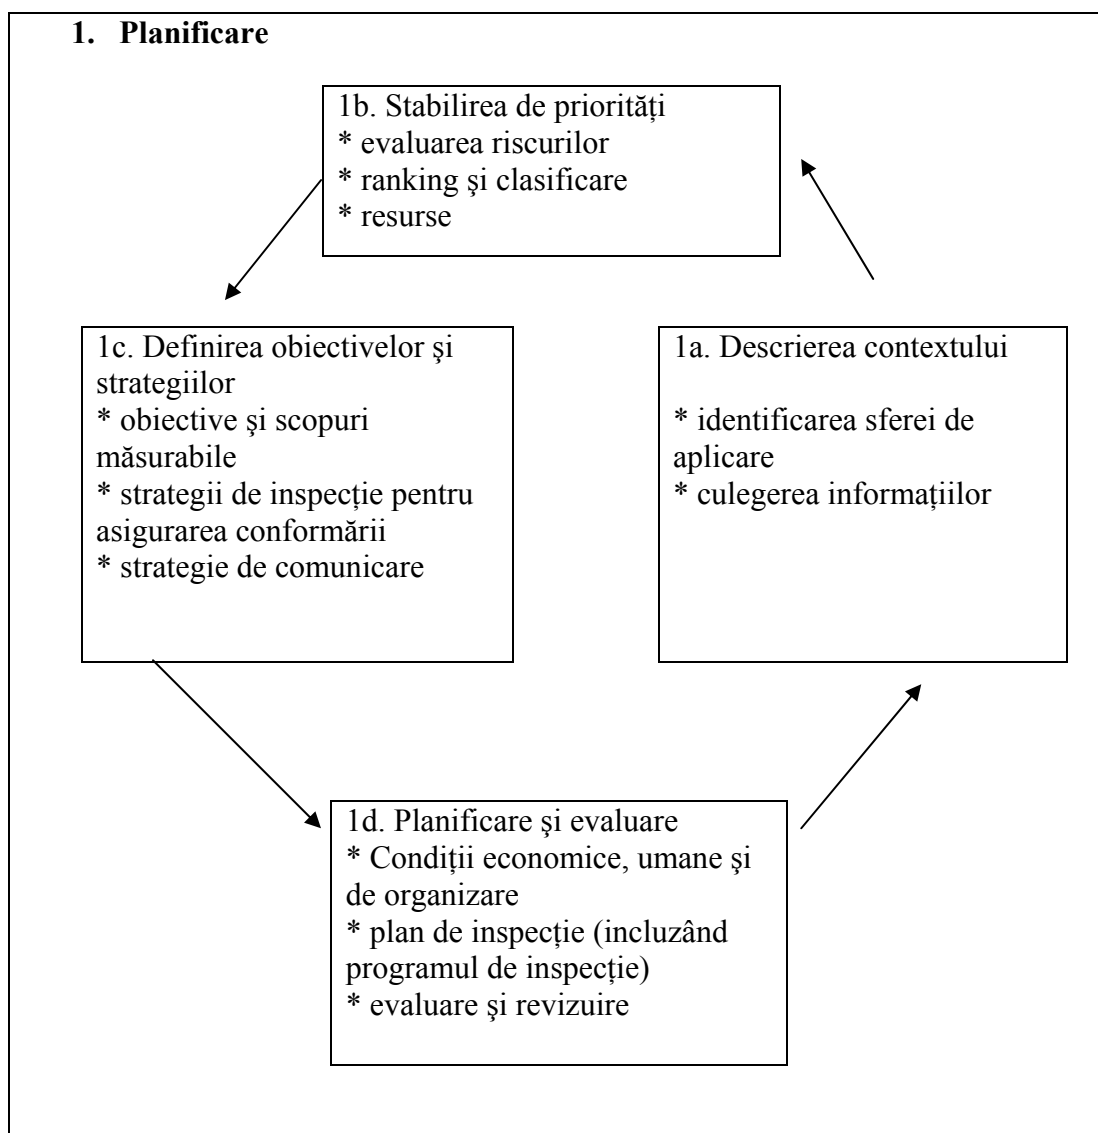 1. Planificare
1b. Stabilirea de priorități
* evaluarea riscurilor
* ranking şi clasificare
* resurse
1c. Definirea obiectivelor şi
strategiilor
* obiective şi scopuri
măsurabile
* strategii de inspecție pentru
asigurarea conformării
* strategie de comunicare
1a. Descrierea contextului
* identificarea sferei de
aplicare
* culegerea informațiilor
1d. Planificare şi evaluare
* Condiții economice, umane şi
de organizare
* plan de inspecție (incluzând
programul de inspecție)
* evaluare şi revizuire